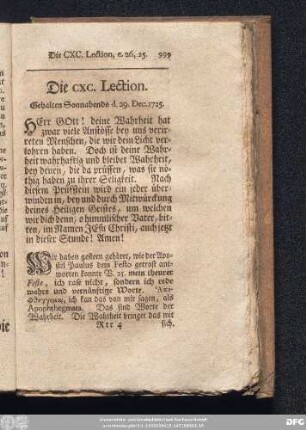 Die CXC. Lection, c. 26, 25. 999
Die CXC. Lection.
Gehalten Sonnabends d. 29. Dec. 1725.
HErr GOtt! deine Wahrheit hat
zwar viele Anstösse bey uns verirr-
reten Menschen, die wir dein Licht ver-
lohren haben. Doch ist deine Wahr-
heit wahrhaftig und bleibet Wahrheit,
bey denen, die da prüffen, was sie nö-
thig haben zu ihrer Seligkeit. Nach
diesem Prüfstein wird ein jeder über-
wunden in, bey und durch Mitwürckung
deines Heiligen Geistes, um welchen
wir dich denn, o himmlischer Vater, bit-
ten, im Namen JEsu Christi, auch jetzt
in dieser Stunde! Amen!
Wir haben gestern gehöret, wie der Apo-
stel Paulus dem Festo getrost ant-
worten konnte V. 25. mein theurer
Feste, ich rase nicht, sondern ich rede
wahre und vernünftige Worte.
ich kan das von mir sagen, als
Apophthegmata. Das sind Worte der
Wahrheit. Die Wahrheit bringet das mit
Rrr 4 sich.
die
DFG